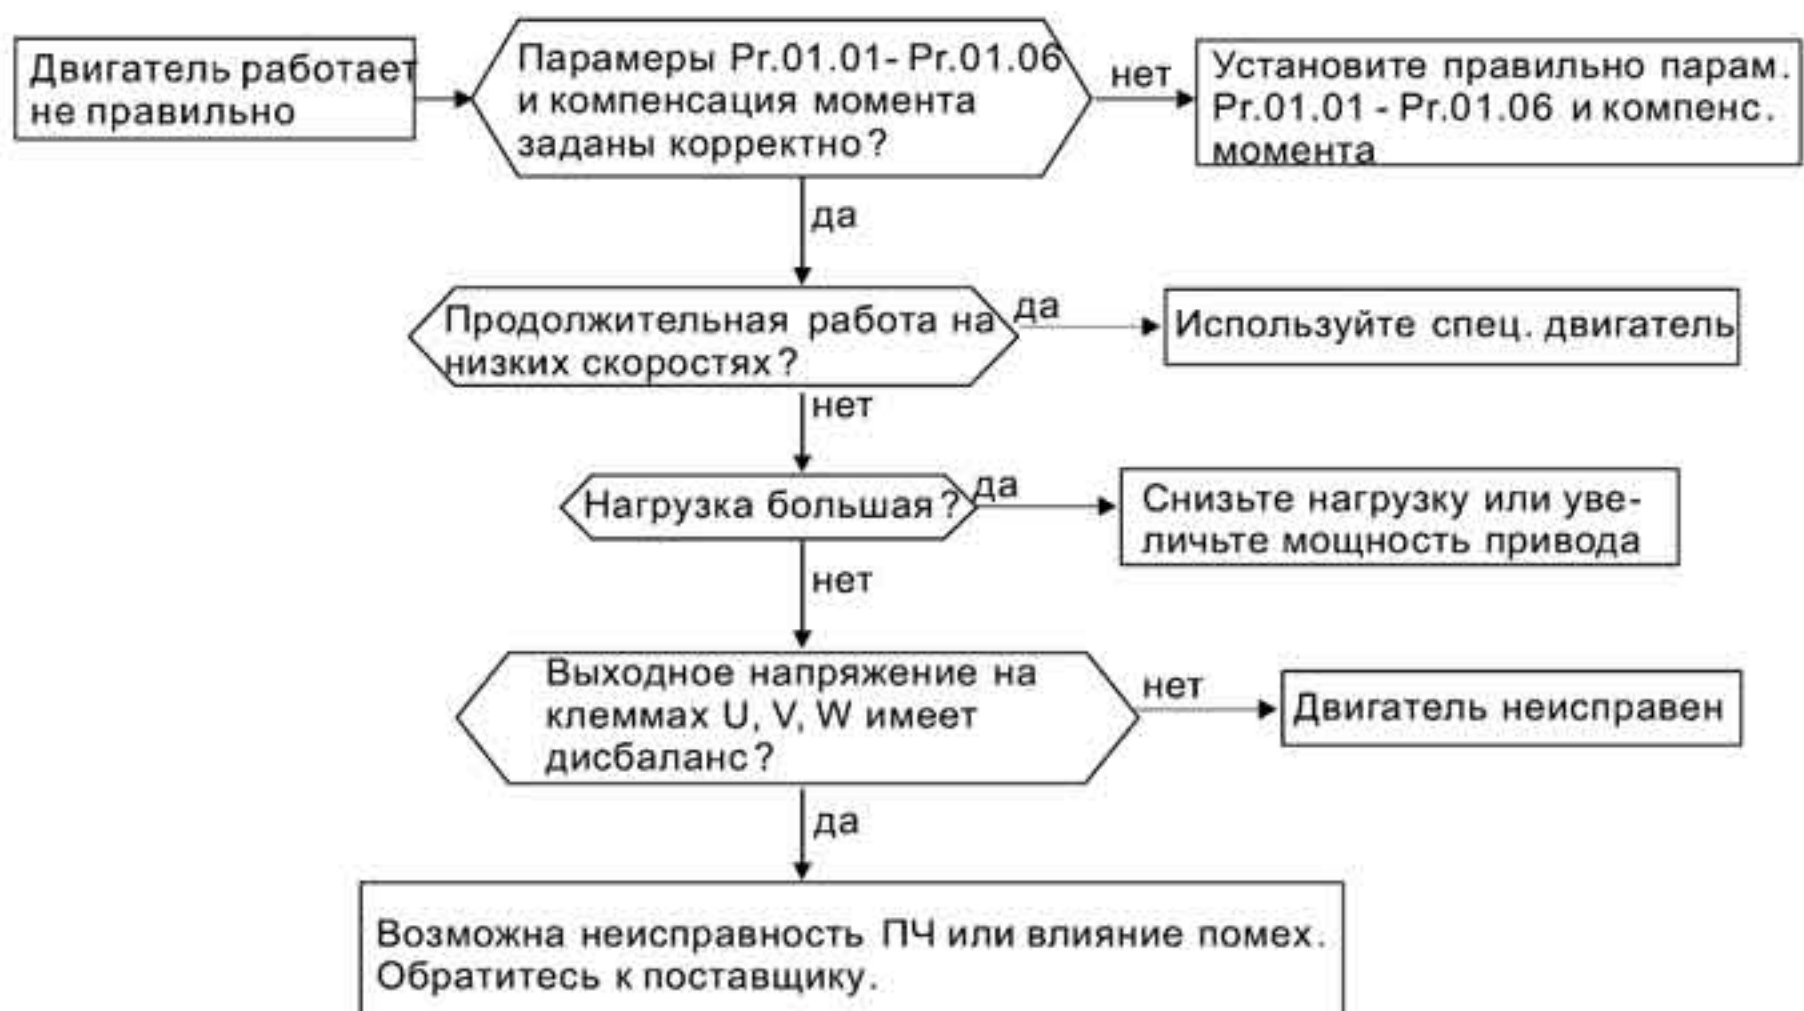 Двигатель работает
не правильно
Парамеры Pr.01.01- Pr.01.06
и компенсация момента
заданы корректно?
нет
Установите правильно парам.
Pr.01.01 - Pr.01.06 и компенс.
момента
да
Продолжительная работа на
низких скоростях?
да
Используйте спец. двигатель
нет
Нагрузка большая?
да
Снизьте нагрузку или уве-
личьте мощность привода
нет
Выходное напряжение на
клеммах U, V, W имеет
дисбаланс?
нет
Двигатель неисправен
да
Возможна неисправность ПЧ или влияние помех.
Обратитесь к поставщику.